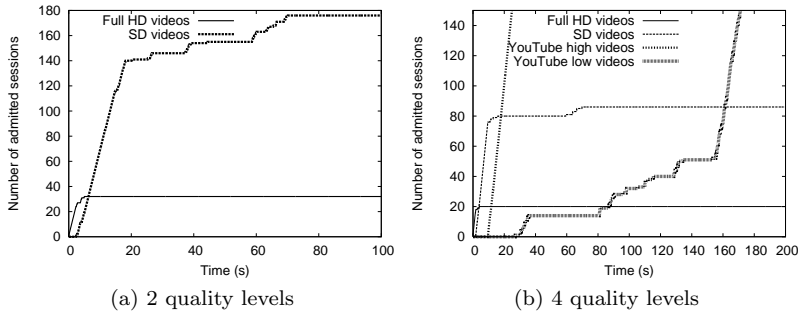 Number of admitted sessions
180
160
140
120
100
80
60
40
20
0
0 20 40 60 80 100
Time (s)
Full HD videos
SD videos
(a) 2 quality levels
Number of admitted sessions
140
120
100
80
60
40
20
0
0 20 40 60 80 100 120 140 160 180 200
Time (s)
Full HD videos
SD videos
YouTube high videos
YouTube low videos
(b) 4 quality levels